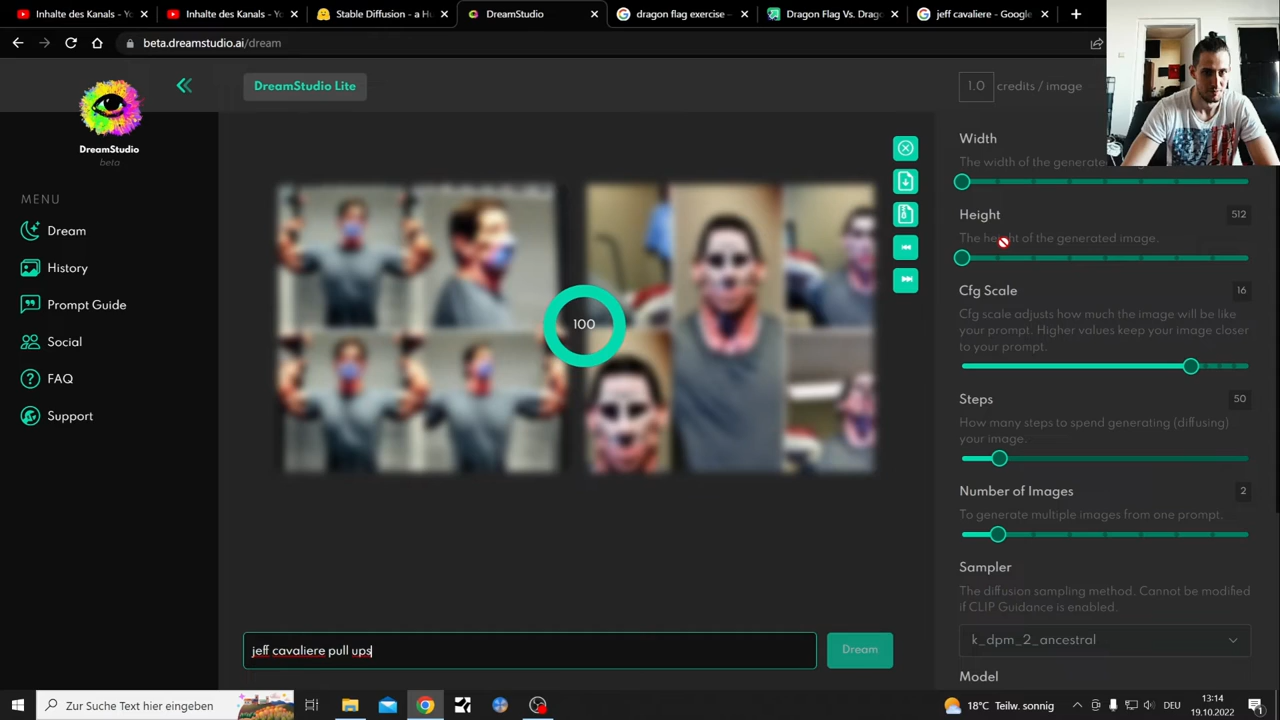 Inhalte des Kanals - You
Inhalte des Kanals - You
Stable Diffusion - a Hu
DreamStudio
dragon flag exercise -
Dragon Flag Vs. Drago
jeff cavaliere - Google
beta.dreamstudio.ai/dream
DreamStudio
beta
DreamStudio Lite
1.0 credits / image
MENU
Dream
History
Prompt Guide
Social
FAQ
Support
100
Width
The width of the generated
Height
512
The height of the generated image.
Cfg Scale
16
Cfg scale adjusts how much the image will be like
your prompt. Higher values keep your image closer
to your prompt.
Steps
50
How many steps to spend generating (diffusing)
your image.
Number of Images
2
To generate multiple images from one prompt.
Sampler
The diffusion sampling method. Cannot be modified
if CLIP Guidance is enabled.
k_dpm_2_ancestral
Model
jeff cavaliere pull ups
Dream
Zur Suche Text hier eingeben
18°C Teilw. sonnig
DEU
13:14
19.10.2022
1